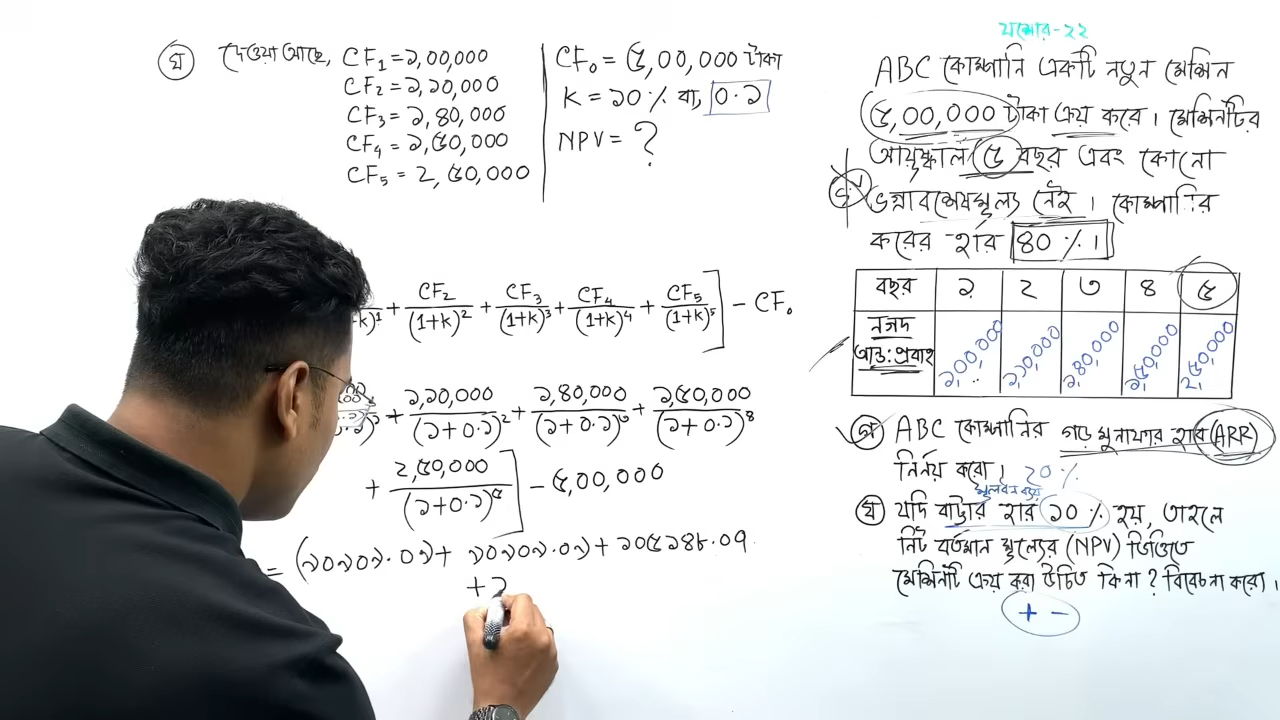 ঘ দেওয়া আছে, CF₁ = ১,০০,০০০
CF₂ = ১,১০,০০০
CF₃ = ১,৪০,০০০
CF₄ = ১,৫০,০০০
CF₅ = ২,৫০,০০০
CF₀ = ৫,০০,০০০ টাকা
K = ১০% বা, ০.১
NPV = ?
+ CF₂/(1+k)² + CF₃/(1+k)³ + CF₄/(1+k)⁴ + CF₅/(1+k)⁵] − CF₀
+ ১,১০,০০০/(১+০.১)² + ১,৪০,০০০/(১+০.১)³ + ১,৫০,০০০/(১+০.১)⁴
+ ২,৫০,০০০/(১+০.১)⁵] − ৫,০০,০০০
= (৯০৯০৯.০৯ + ৯০৯০৯.০৯ + ১০৫১৮৪.০৭
+ ১
যশোর-২২
ABC কোম্পানি একটি নতুন মেশিন
৫,০০,০০০ টাকা ক্রয় করে। মেশিনটির
আয়ুষ্কাল ৫ বছর এবং কোনো
ভগ্নাবশেষমূল্য নেই। কোম্পানির
করের হার ৪০%।
বছর ১ ২ ৩ ৪ ৫
নগদ আন্ত:প্রবাহ ১,০০,০০০ ১,১০,০০০ ১,৪০,০০০ ১,৫০,০০০ ২,৫০,০০০
গ ABC কোম্পানির গড় মুনাফার হার (ARR)
নির্ণয় করো। ২০%
মূলধন ব্যয়
ঘ যদি বাট্টার হার ১০% হয়, তাহলে
নিট বর্তমান মূল্যের (NPV) ভিত্তিতে
মেশিনটি ক্রয় করা উচিত কিনা? বিবেচনা করো।
+ −